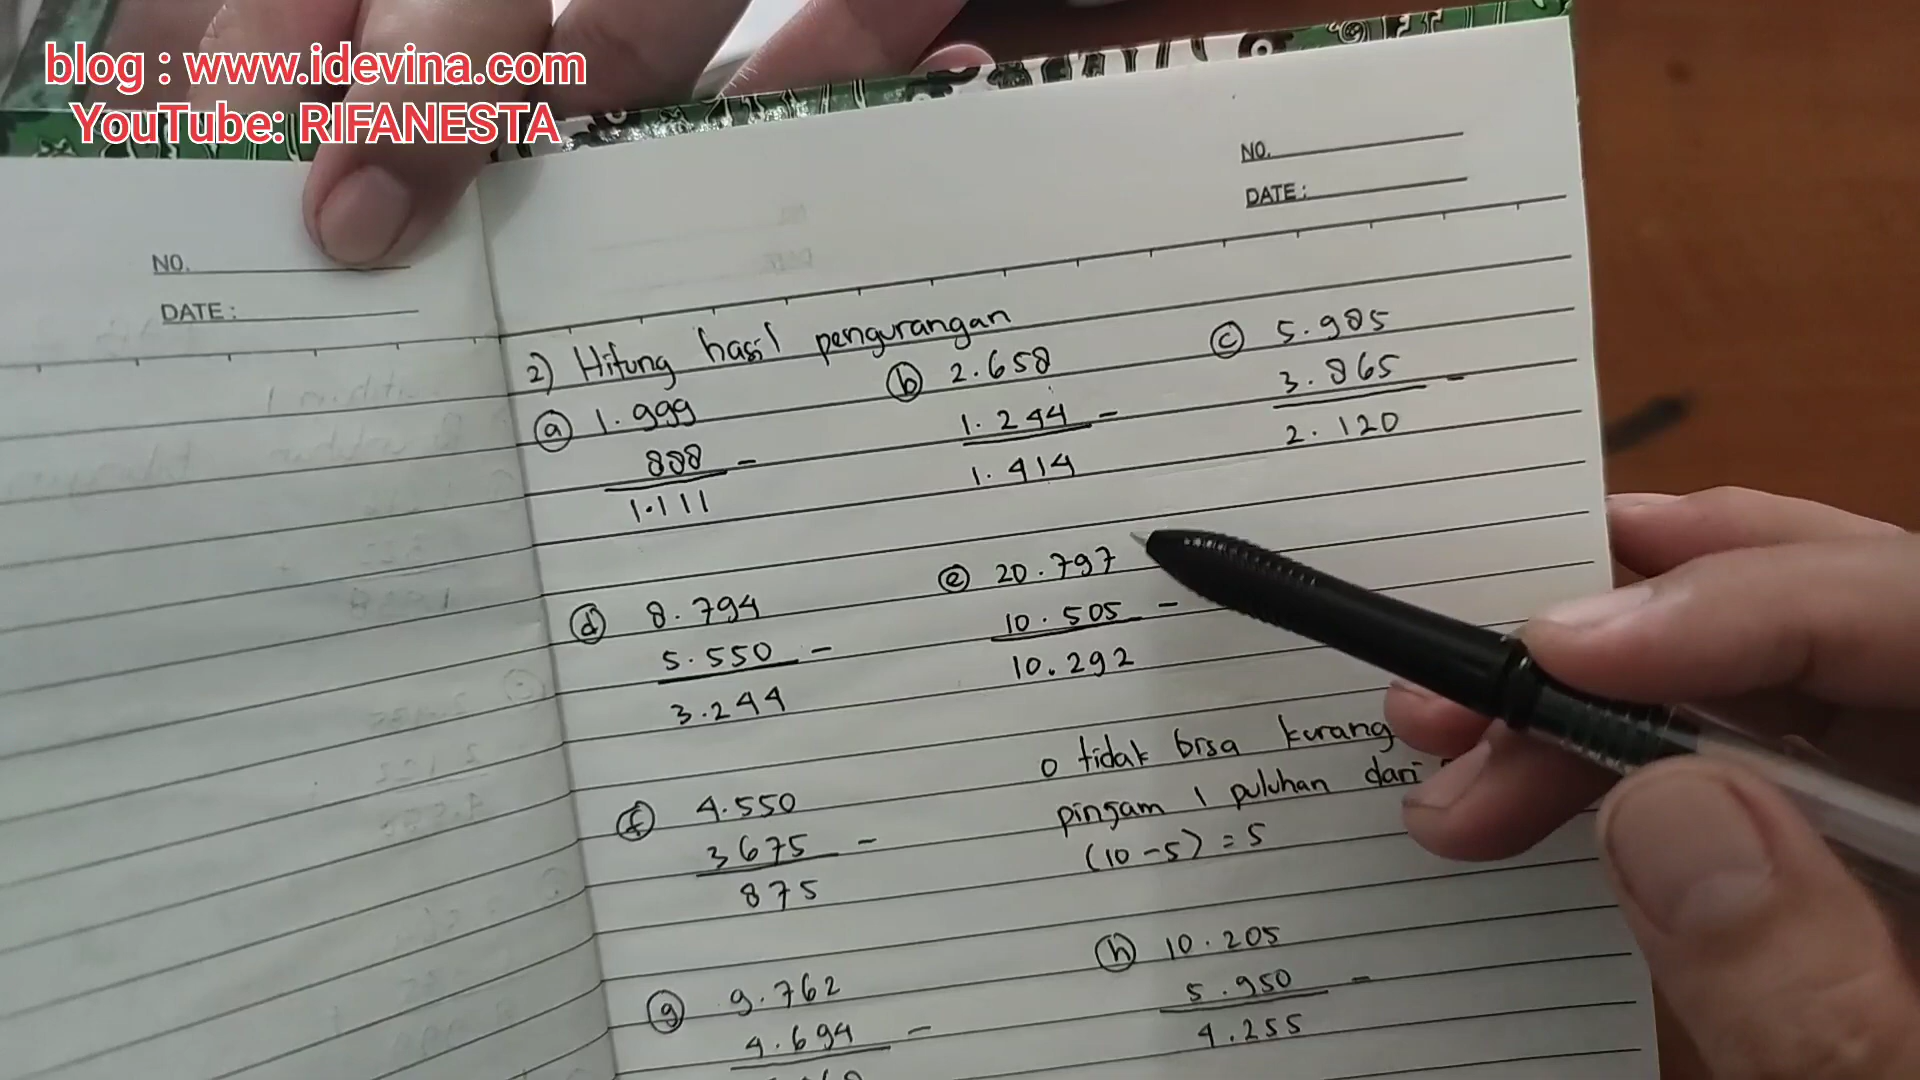 blog : www.idevina.com
YouTube: RIFANESTA
NO.
DATE :
NO.
DATE :
2) Hitung hasil pengurangan
(a) 1.999
888 -
1.111
(b) 2.658
1.244 -
1.414
(c) 5.985
3.865 -
2.120
(d) 8.794
5.550 -
3.244
(e) 20.797
10.505 -
10.292
(f) 4.550
3675 -
875
0 tidak bisa kurang
pinjam 1 puluhan dari
(10-5) = 5
(g) 9.762
4.694 -
(h) 10.205
5.950 -
4.255